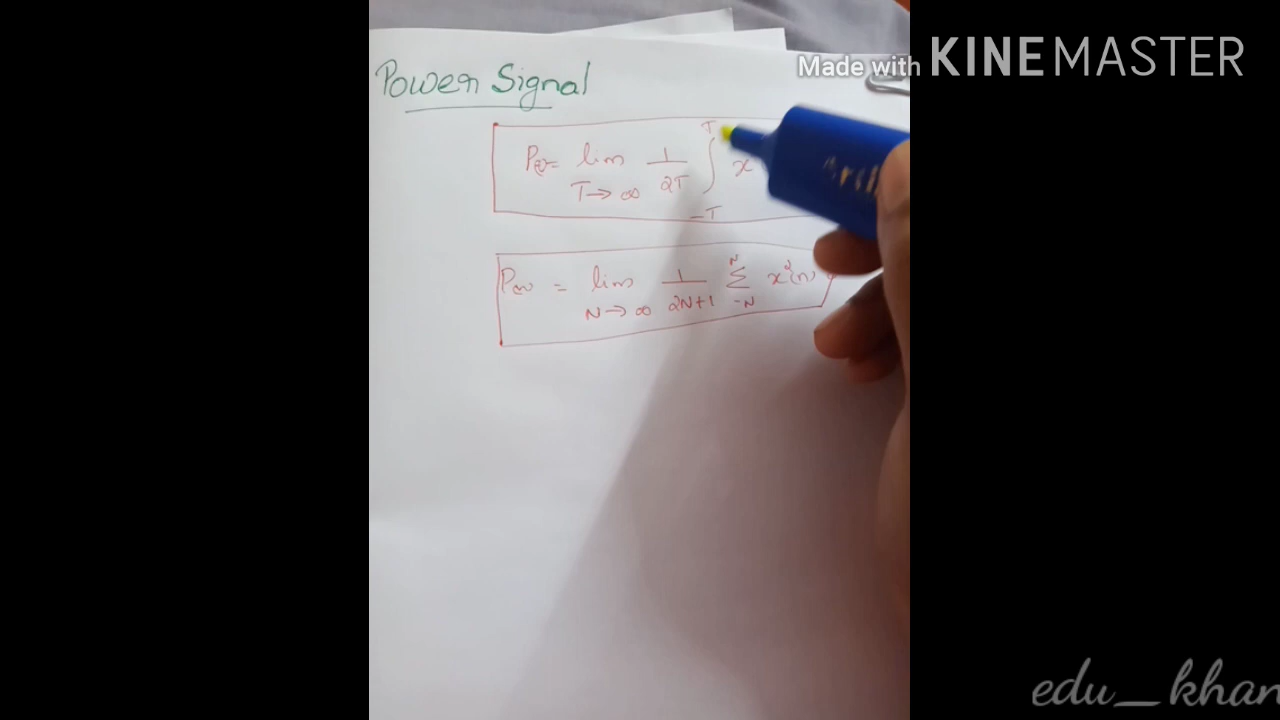 Made with KINEMASTER
Power Signal
P(t) = lim T→∞ 1/2T ∫ T -T x
P(n) = lim N→∞ 1/2N+1 Σ N -N x²(n)
edu_khan